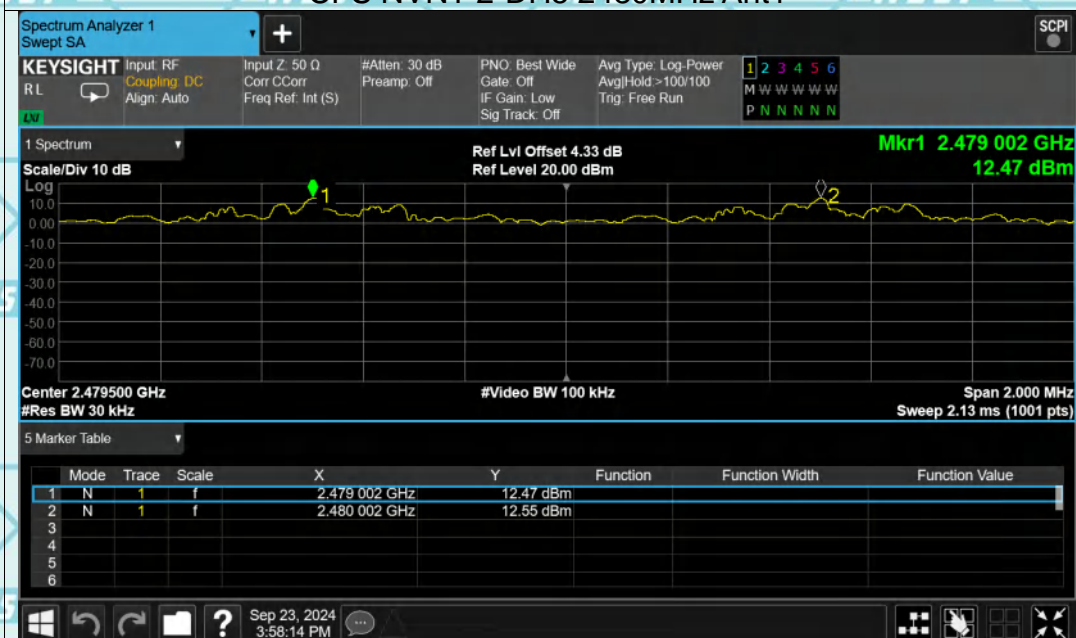 Spectrum Analyzer 1
Swept SA
+
SCPI
KEYSIGHT Input: RF Input Z: 50 Ω #Atten: 30 dB PNO: Best Wide Avg Type: Log-Power 1 2 3 4 5 6
RL Coupling: DC Corr CCorr Preamp: Off Gate: Off Avg|Hold:>100/100 M W W W W W
Align: Auto Freq Ref: Int (S) IF Gain: Low Trig: Free Run
LXI Sig Track: Off P N N N N N
1 Spectrum Ref Lvl Offset 4.33 dB Mkr1 2.479 002 GHz
Scale/Div 10 dB Ref Level 20.00 dBm 12.47 dBm
Log
1 2
10.0
0.00
-10.0
-20.0
-30.0
-40.0
-50.0
-60.0
-70.0
Center 2.479500 GHz #Video BW 100 kHz Span 2.000 MHz
#Res BW 30 kHz Sweep 2.13 ms (1001 pts)
5 Marker Table
Mode Trace Scale X Y Function Function Width Function Value
1 N 1 f 2.479 002 GHz 12.47 dBm
2 N 1 f 2.480 002 GHz 12.55 dBm
3
4
5
6
? Sep 23, 2024
3:58:14 PM